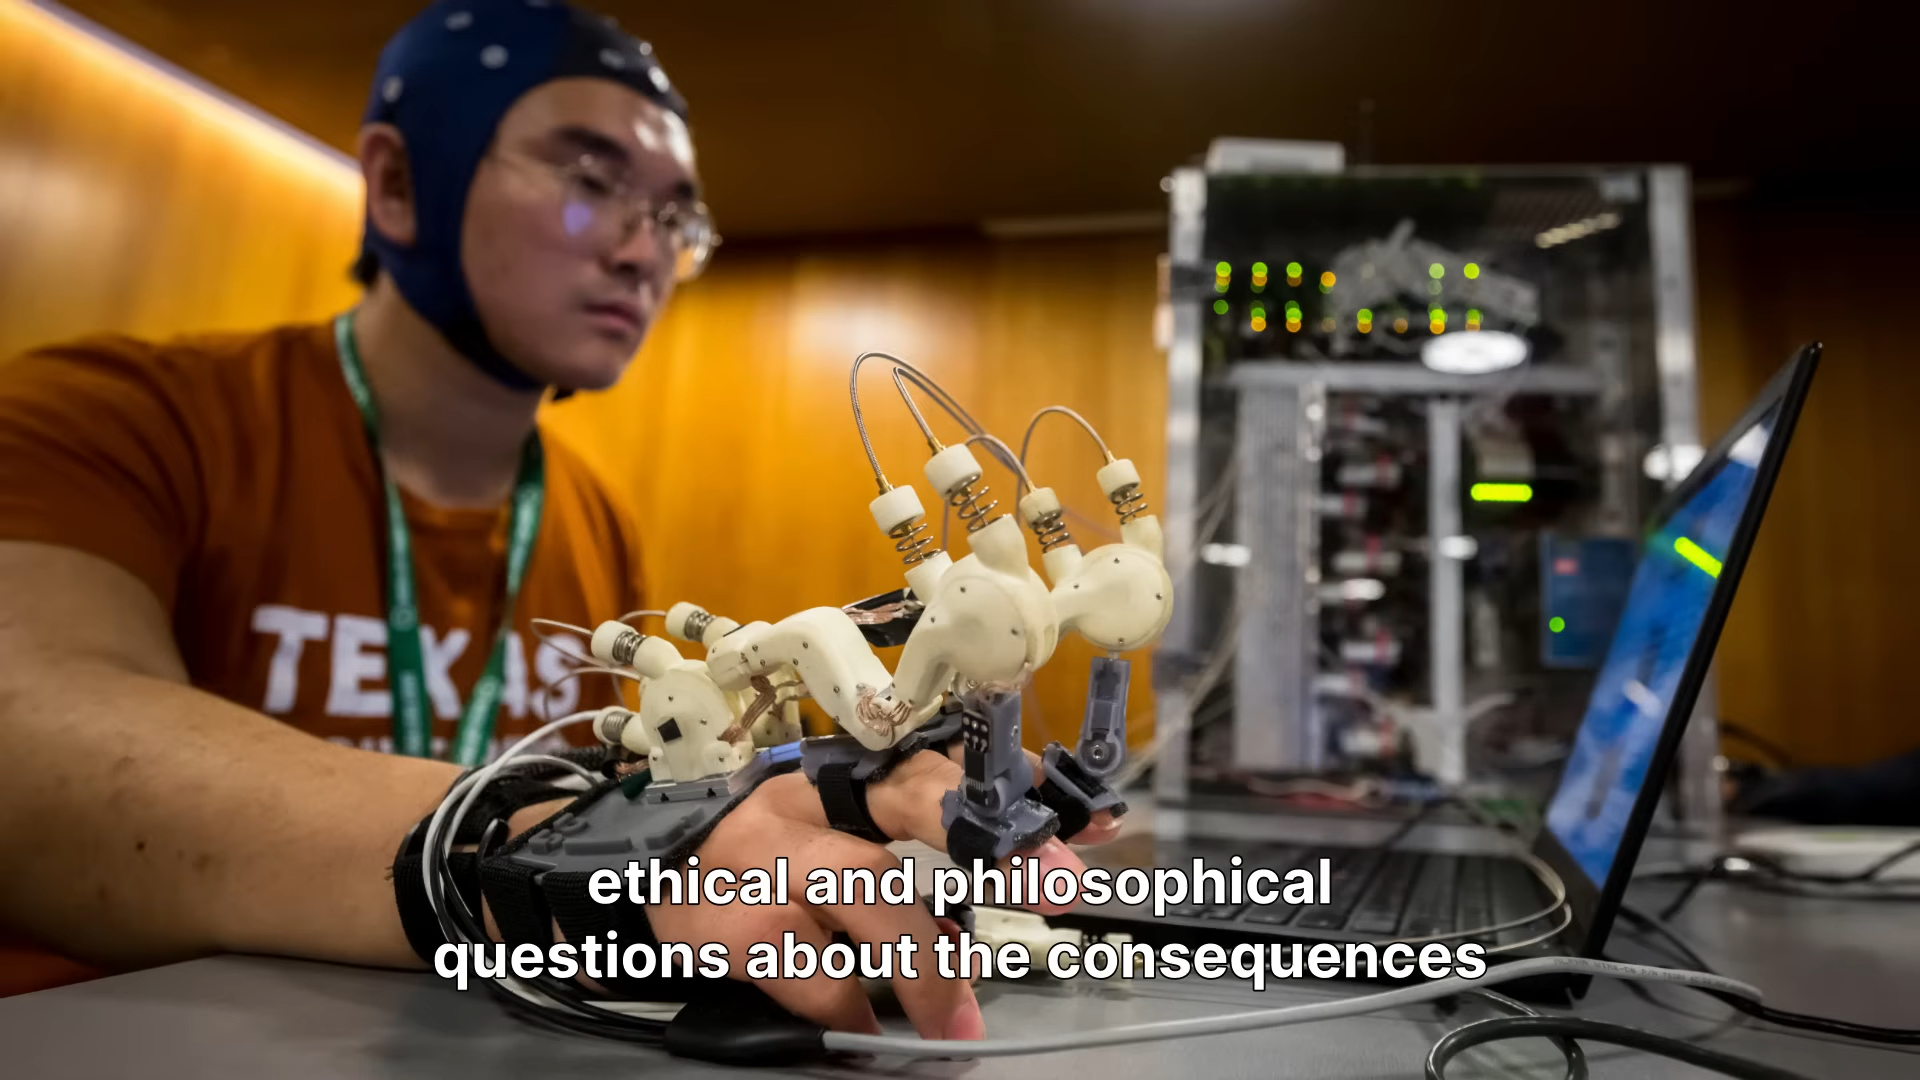 TEXAS
ethical and philosophical
questions about the consequences